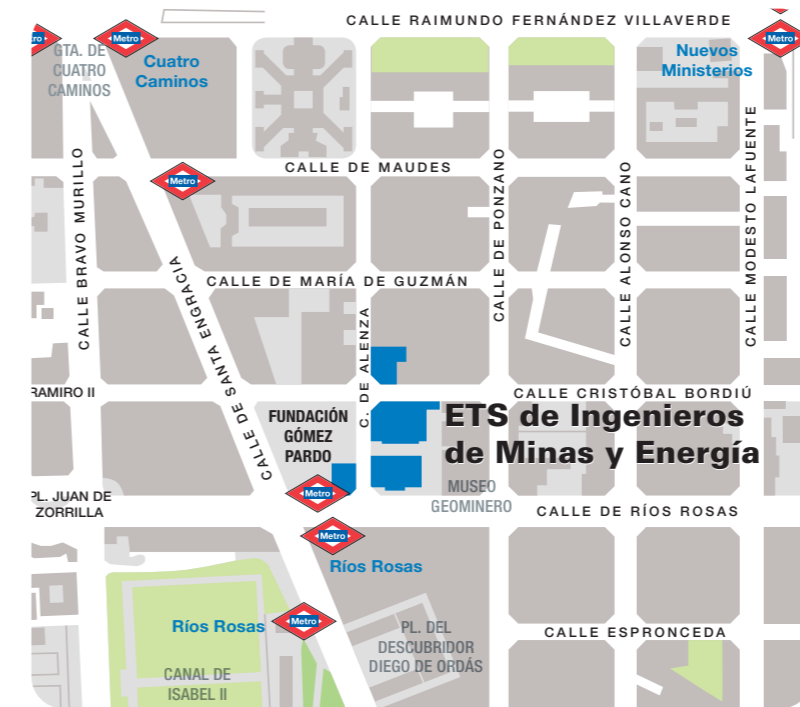 CALLE RAIMUNDO FERNÁNDEZ VILLAVERDE
Metro
Metro
GTA. DE
CUATRO
CAMINOS
Cuatro
Caminos
Nuevos
Ministerios
CALLE DE MAUDES
Metro
CALLE BRAVO MURILLO
CALLE DE SANTA ENGRACIA
CALLE DE PONZANO
CALLE ALONSO CANO
CALLE MODESTO LAFUENTE
CALLE DE MARÍA DE GUZMÁN
C. DE ALENZA
RAMIRO II
CALLE CRISTÓBAL BORDIÚ
FUNDACIÓN
GÓMEZ
PARDO
ETS de Ingenieros
de Minas y Energía
Metro
MUSEO
GEOMINERO
PL. JUAN DE
ZORRILLA
CALLE DE RÍOS ROSAS
Metro
Ríos Rosas
Ríos Rosas
Metro
PL. DEL
DESCUBRIDOR
DIEGO DE ORDÁS
CALLE ESPRONCEDA
CANAL DE
ISABEL II